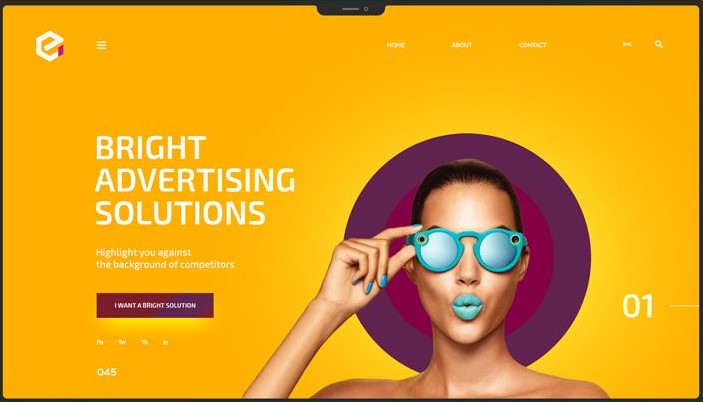 HOME
ABOUT
CONTACT
BRIGHT
ADVERTISING
SOLUTIONS
Highlight you against
the background of competitors
I WANT A BRIGHT SOLUTION
Fb Tw Tb In
045
01